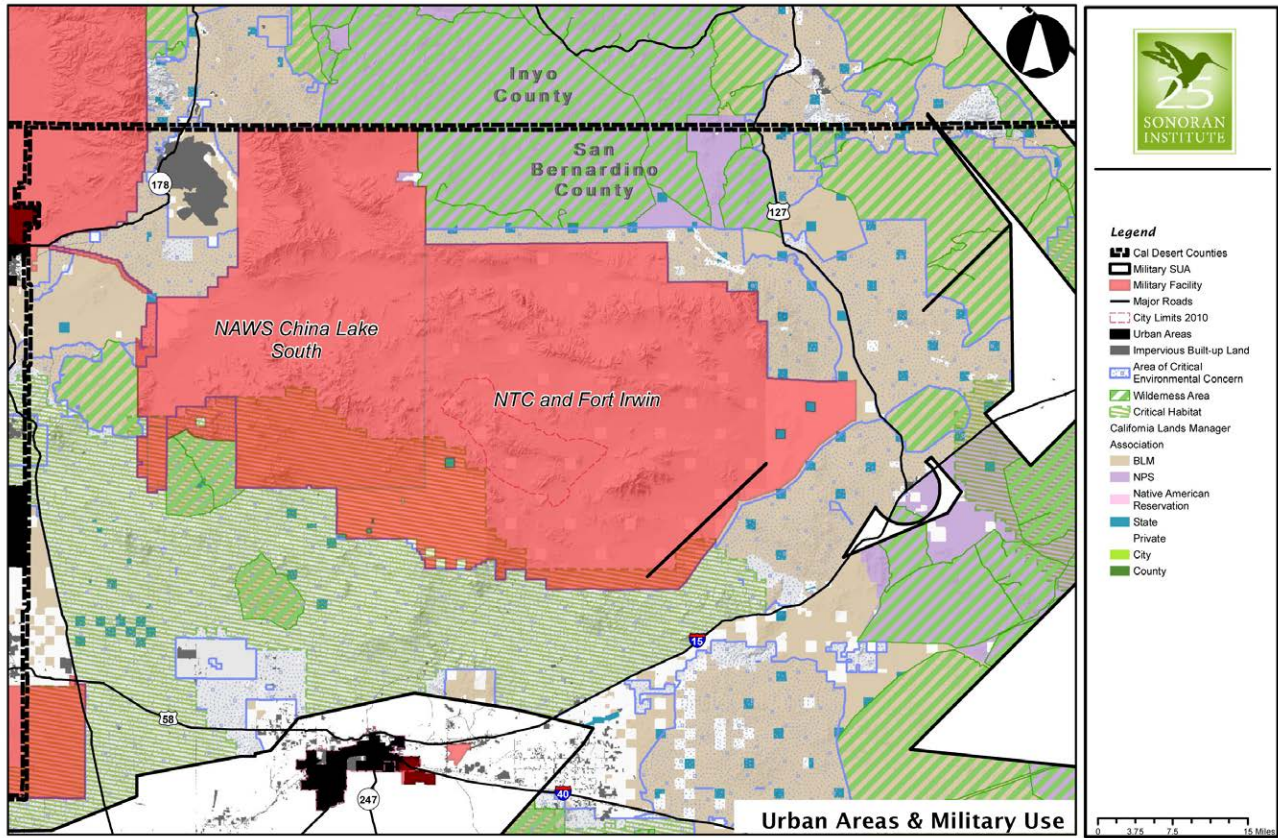 Inyo
County
San
Bernardino
County
178
127
NAWS China Lake
South
NTC and Fort Irwin
15
58
247
40
Urban Areas & Military Use
25
SONORAN
INSTITUTE
Legend
Cal Desert Counties
Military SUA
Military Facility
Major Roads
City Limits 2010
Urban Areas
Impervious Built-up Land
Area of Critical
Environmental Concern
Wilderness Area
Critical Habitat
California Lands Manager
Association
BLM
NPS
Native American
Reservation
State
Private
City
County
0 3.75 7.5 15 Miles